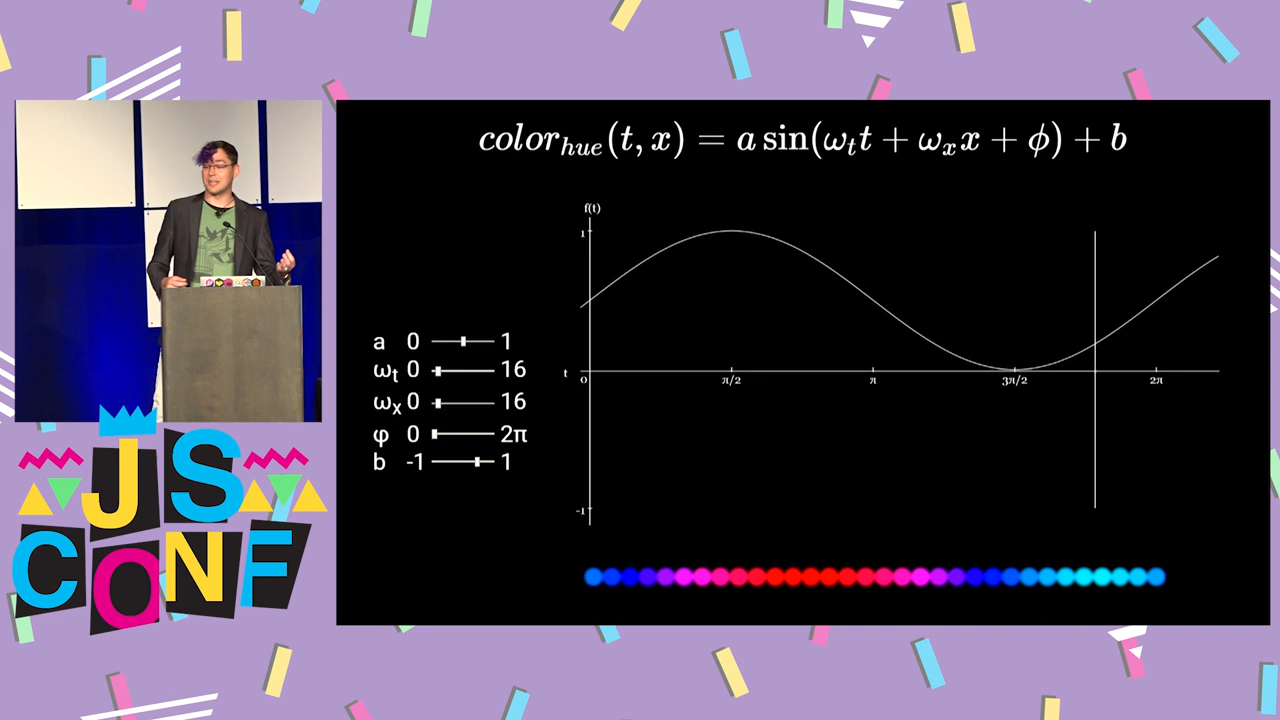 color_hue(t, x) = a sin(ω_t t + ω_x x + ϕ) + b
f(t)
1
t
0
π/2
π
3π/2
2π
-1
a 0 1
ω_t 0 16
ω_x 0 16
φ 0 2π
b -1 1
JS
CONF